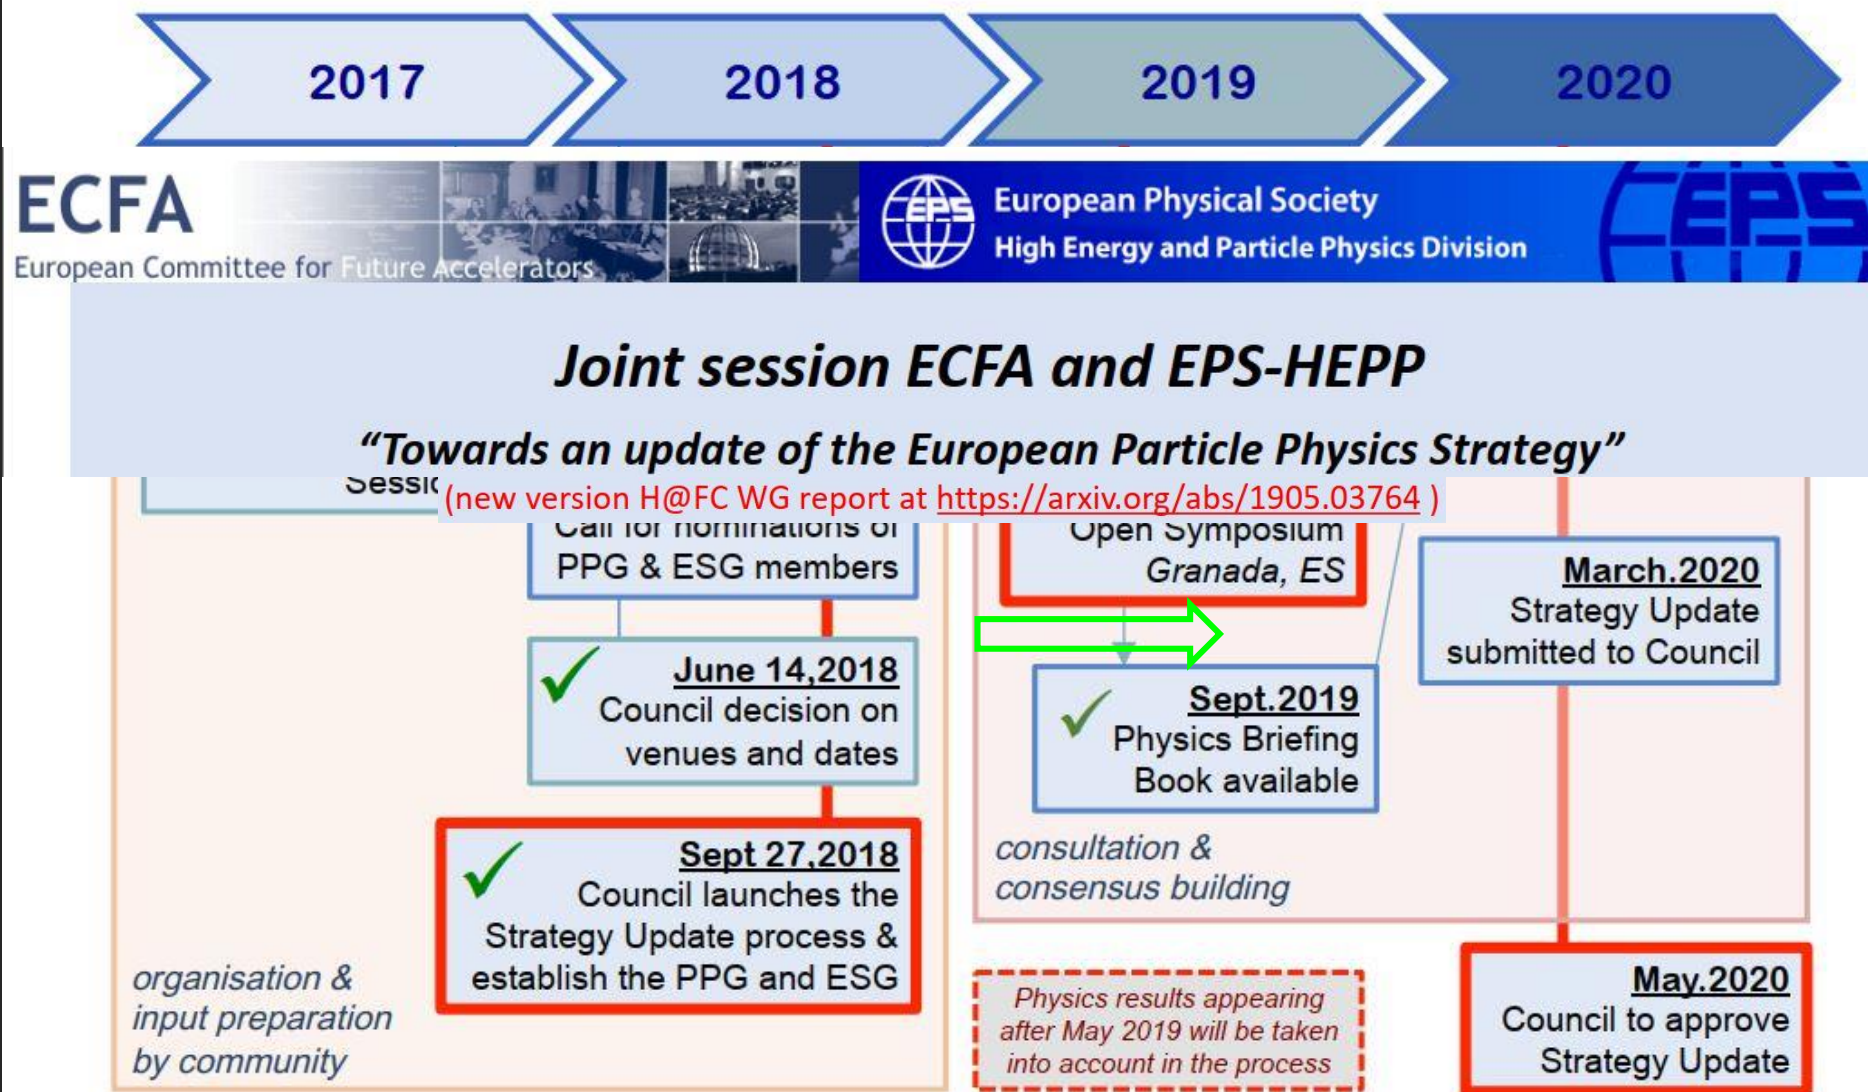 2017
2018
2019
2020
ECFA
European Committee for Future Accelerators
EPS
European Physical Society
High Energy and Particle Physics Division
EPS
Joint session ECFA and EPS-HEPP
“Towards an update of the European Particle Physics Strategy”
(new version H@FC WG report at https://arxiv.org/abs/1905.03764 )
Call for nominations of
PPG & ESG members
June 14,2018
Council decision on
venues and dates
Sept 27,2018
Council launches the
Strategy Update process &
establish the PPG and ESG
organisation &
input preparation
by community
Open Symposium
Granada, ES
Sept.2019
Physics Briefing
Book available
consultation &
consensus building
Physics results appearing
after May 2019 will be taken
into account in the process
March.2020
Strategy Update
submitted to Council
May.2020
Council to approve
Strategy Update